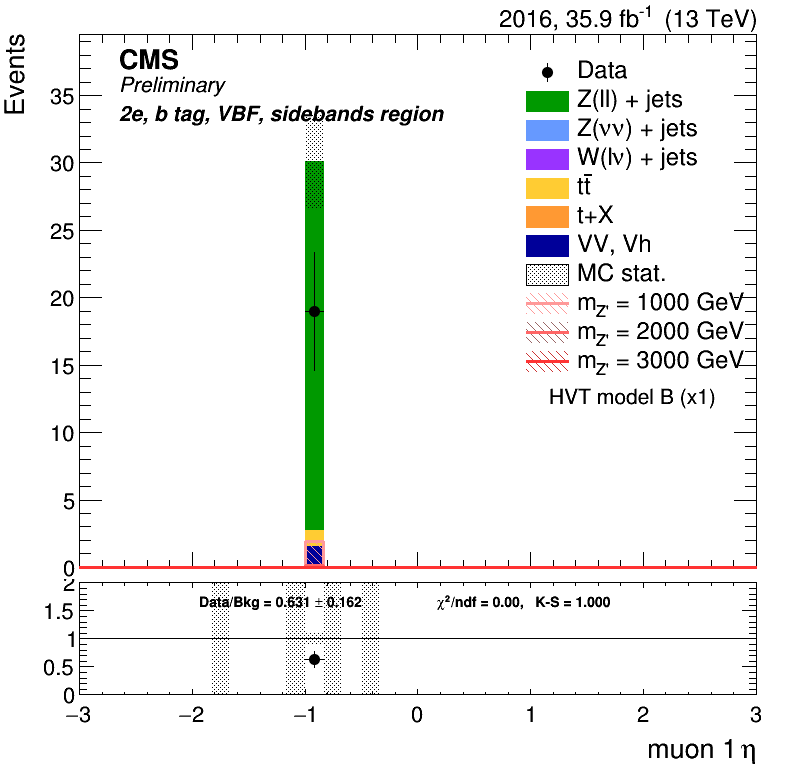 2016, 35.9 fb⁻¹ (13 TeV)
Events
CMS
Preliminary
2e, b tag, VBF, sidebands region
Data
Z(ll) + jets
Z(νν) + jets
W(lν) + jets
tt̄
t+X
VV, Vh
MC stat.
m_Z' = 1000 GeV
m_Z' = 2000 GeV
m_Z' = 3000 GeV
HVT model B (x1)
35
30
25
20
15
10
5
0
Data/Bkg = 0.631 ± 0.162
χ²/ndf = 0.00, K-S = 1.000
2
1.5
1
0.5
0
−3 −2 −1 0 1 2 3
muon 1 η